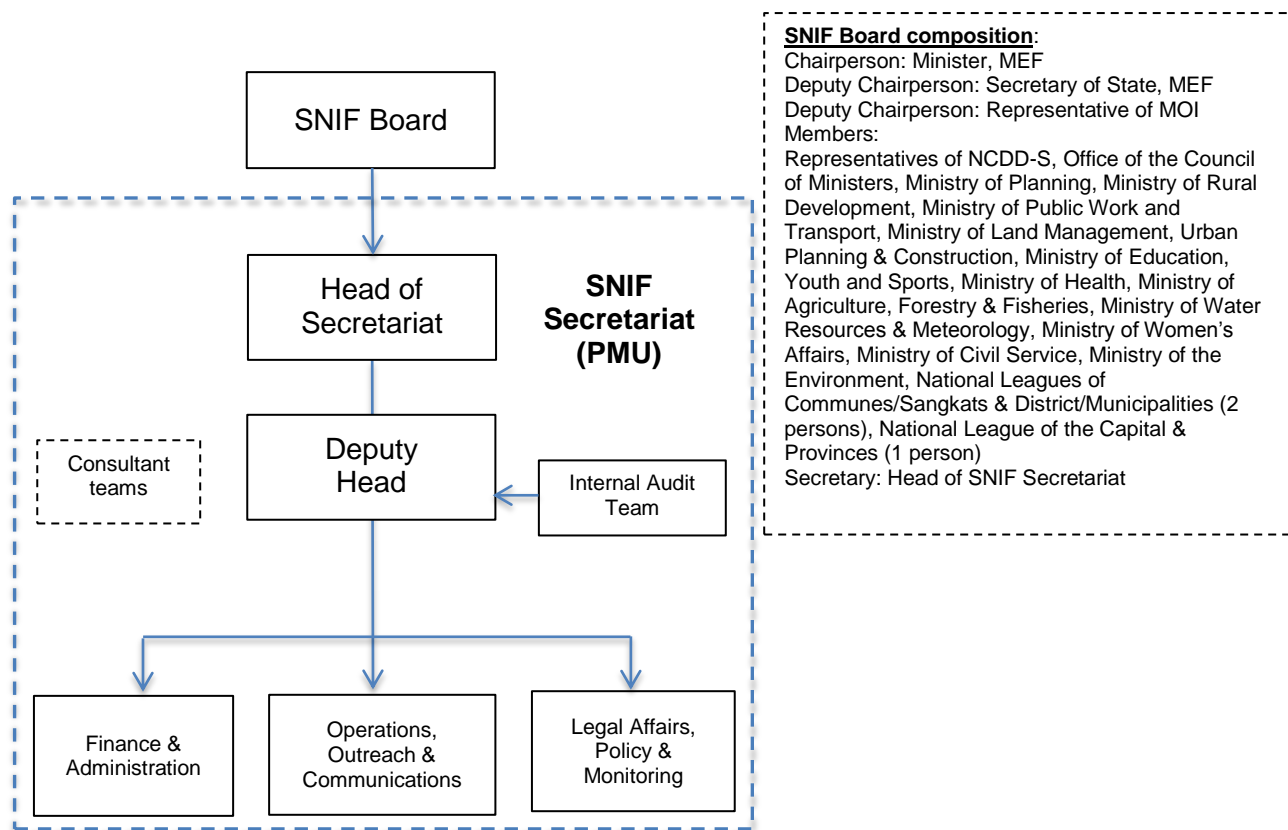 SNIF Board
Head of
Secretariat
SNIF
Secretariat
(PMU)
Deputy
Head
Consultant
teams
Internal Audit
Team
Finance &
Administration
Operations,
Outreach &
Communications
Legal Affairs,
Policy &
Monitoring
SNIF Board composition:
Chairperson: Minister, MEF
Deputy Chairperson: Secretary of State, MEF
Deputy Chairperson: Representative of MOI
Members:
Representatives of NCDD-S, Office of the Council
of Ministers, Ministry of Planning, Ministry of Rural
Development, Ministry of Public Work and
Transport, Ministry of Land Management, Urban
Planning & Construction, Ministry of Education,
Youth and Sports, Ministry of Health, Ministry of
Agriculture, Forestry & Fisheries, Ministry of Water
Resources & Meteorology, Ministry of Women's
Affairs, Ministry of Civil Service, Ministry of the
Environment, National Leagues of
Communes/Sangkats & District/Municipalities (2
persons), National League of the Capital &
Provinces (1 person)
Secretary: Head of SNIF Secretariat